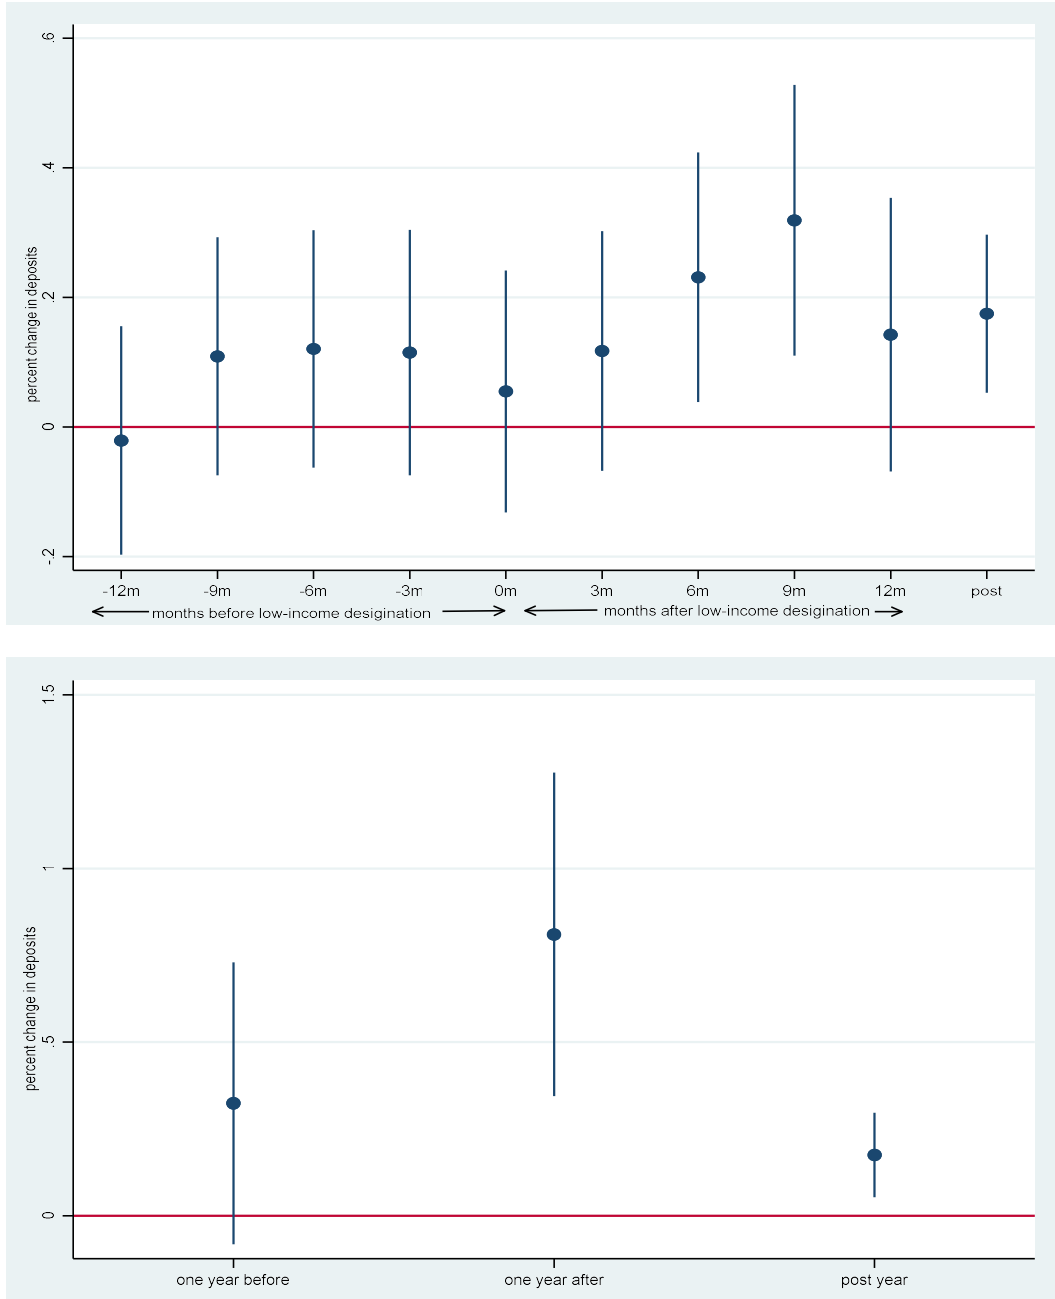 .6
.4
.2
0
-.2
percent change in deposits
-12m -9m -6m -3m 0m 3m 6m 9m 12m post
months before low-income desigination months after low-income desigination
1.5
1
.5
0
percent change in deposits
one year before one year after post year